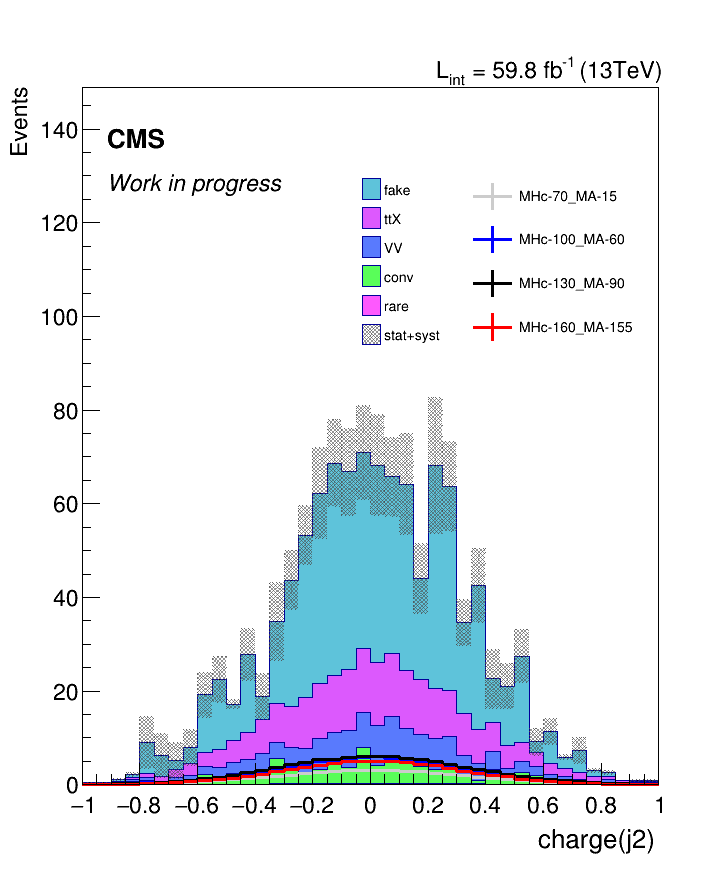 L_int = 59.8 fb^-1 (13TeV)
Events
CMS
Work in progress
fake
ttX
VV
conv
rare
stat+syst
MHc-70_MA-15
MHc-100_MA-60
MHc-130_MA-90
MHc-160_MA-155
140
120
100
80
60
40
20
0
−1 −0.8 −0.6 −0.4 −0.2 0 0.2 0.4 0.6 0.8 1
charge(j2)